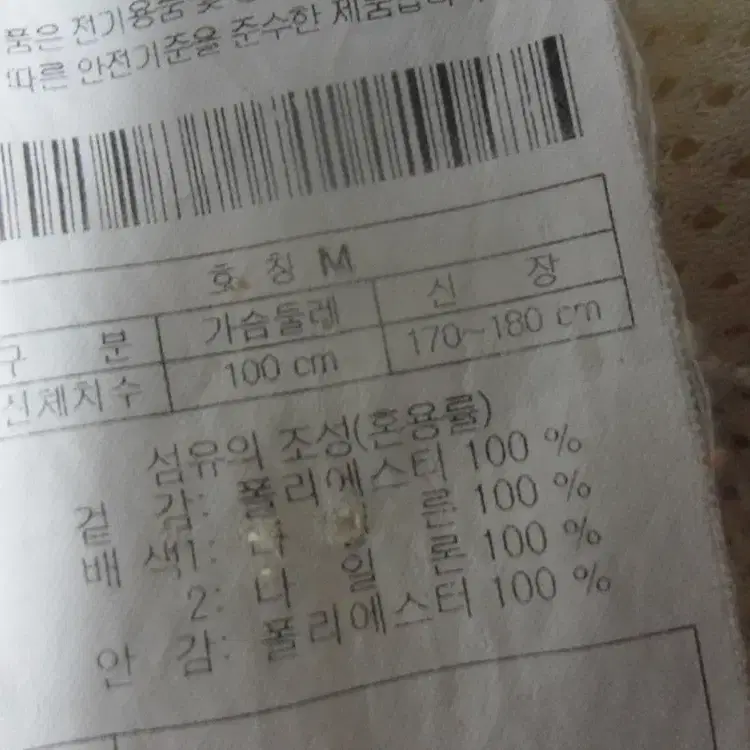 품은 전기용품 및
따른 안전기준을 준수한 제품입니
호 칭 M
구 분 가슴둘레 신 장
신체치수 100 cm 170~180 cm
섬유의 조성(혼용률)
겉 감: 폴리에스터 100 %
배 색1: 나 일 론 100 %
2: 나 일 론 100 %
안 감: 폴리에스터 100 %